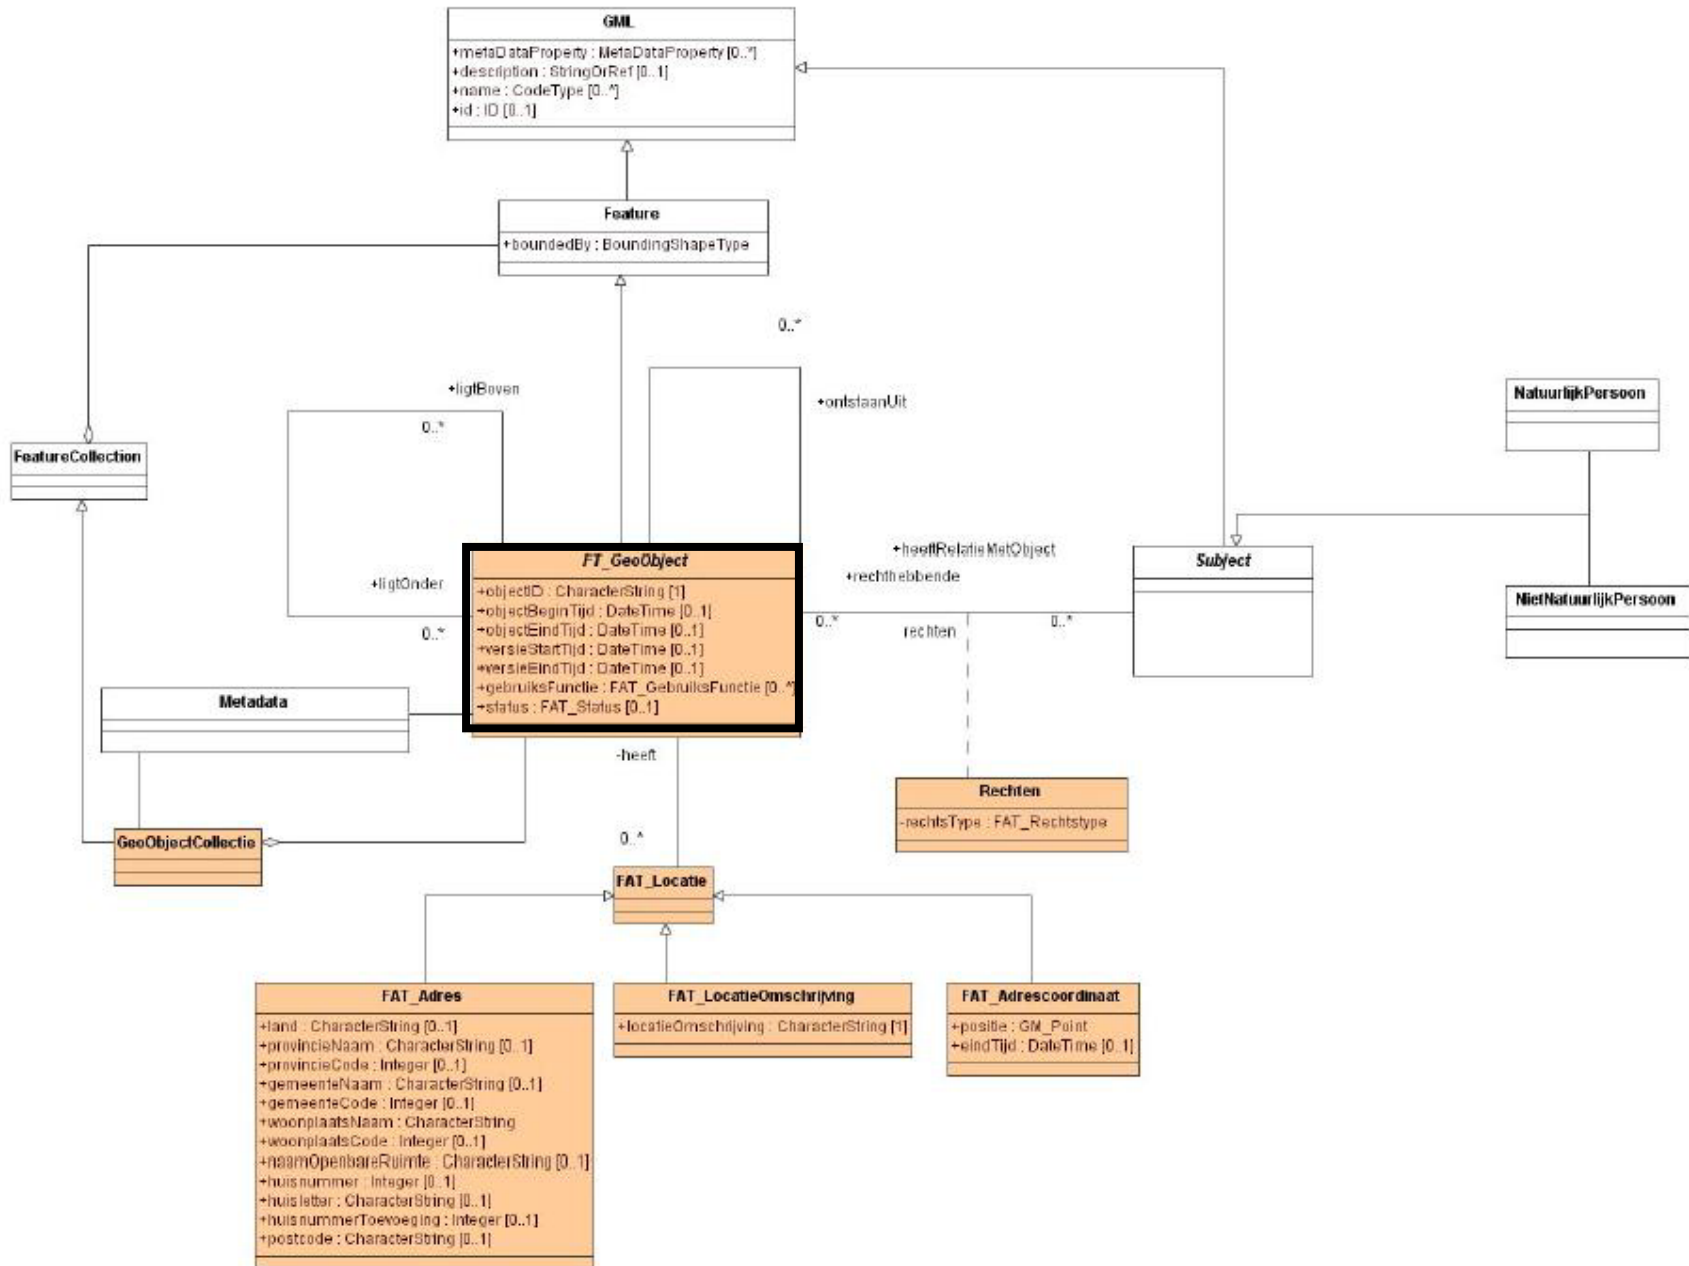 GML
+metaDataProperty : MetaDataProperty [0..*]
+description : StringOrRef [0..1]
+name : CodeType [0..*]
+id : ID [0..1]
Feature
+boundedBy : BoundingShapeType
0..*
+ligtBoven
+ontstaanUit
0..*
NatuurlijkPersoon
FeatureCollection
FT_GeoObject
+heeftRelatieMetObject
Subject
+ligtOnder
+rechthebbende
+objectID : CharacterString [1]
+objectBeginTijd : DateTime [0..1]
+objectEindTijd : DateTime [0..1]
+versieStartTijd : DateTime [0..1]
+versieEindTijd : DateTime [0..1]
+gebruiksFunctie : FAT_GebruiksFunctie [0..*]
+status : FAT_Status [0..1]
0..*
0..*
rechten
0..*
NietNatuurlijkPersoon
Metadata
-heeft
Rechten
-rechtsType : FAT_Rechtstype
GeoObjectCollectie
0..*
FAT_Locatie
FAT_Adres
+land : CharacterString [0..1]
+provincieNaam : CharacterString [0..1]
+provincieCode : Integer [0..1]
+gemeenteNaam : CharacterString [0..1]
+gemeenteCode : Integer [0..1]
+woonplaatsNaam : CharacterString
+woonplaatsCode : Integer [0..1]
+naamOpenbareRuimte : CharacterString [0..1]
+huisnummer : Integer [0..1]
+huisletter : CharacterString [0..1]
+huisnummerToevoeging : Integer [0..1]
+postcode : CharacterString [0..1]
FAT_LocatieOmschrijving
+locatieOmschrijving : CharacterString [1]
FAT_Adrescoordinaat
+positie : GM_Point
+eindTijd : DateTime [0..1]